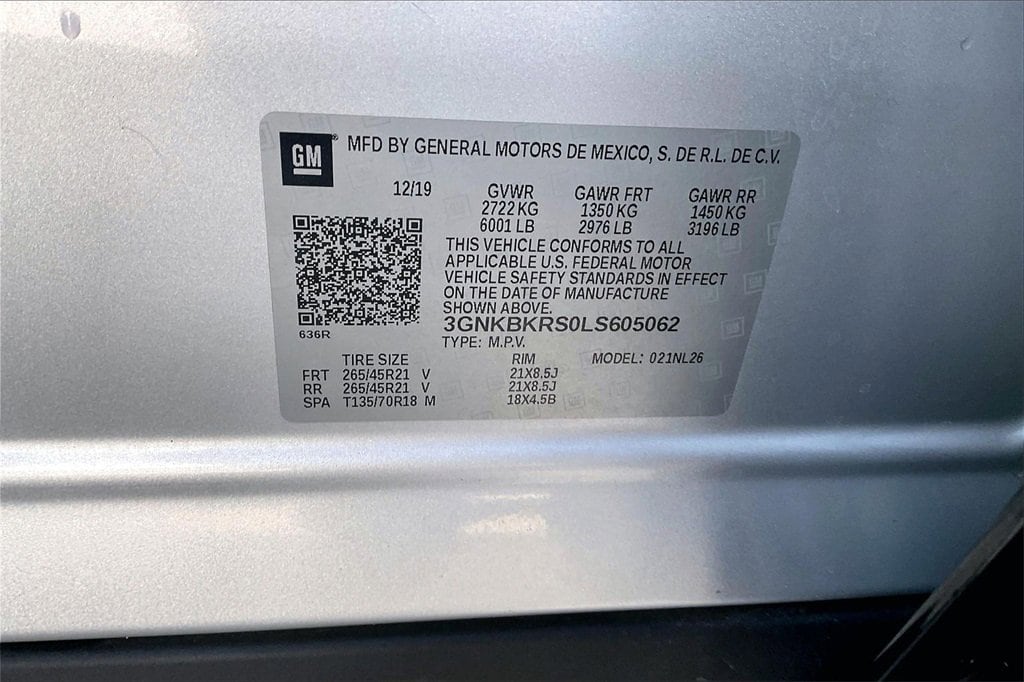 GM® MFD BY GENERAL MOTORS DE MEXICO, S. DE R.L. DE C.V.
12/19 GVWR GAWR FRT GAWR RR
2722 KG 1350 KG 1450 KG
6001 LB 2976 LB 3196 LB
THIS VEHICLE CONFORMS TO ALL
APPLICABLE U.S. FEDERAL MOTOR
VEHICLE SAFETY STANDARDS IN EFFECT
ON THE DATE OF MANUFACTURE
SHOWN ABOVE.
3GNKBKRS0LS605062
636R
TYPE: M.P.V.
TIRE SIZE RIM MODEL: 021NL26
FRT 265/45R21 V 21X8.5J
RR 265/45R21 V 21X8.5J
SPA T135/70R18 M 18X4.5B